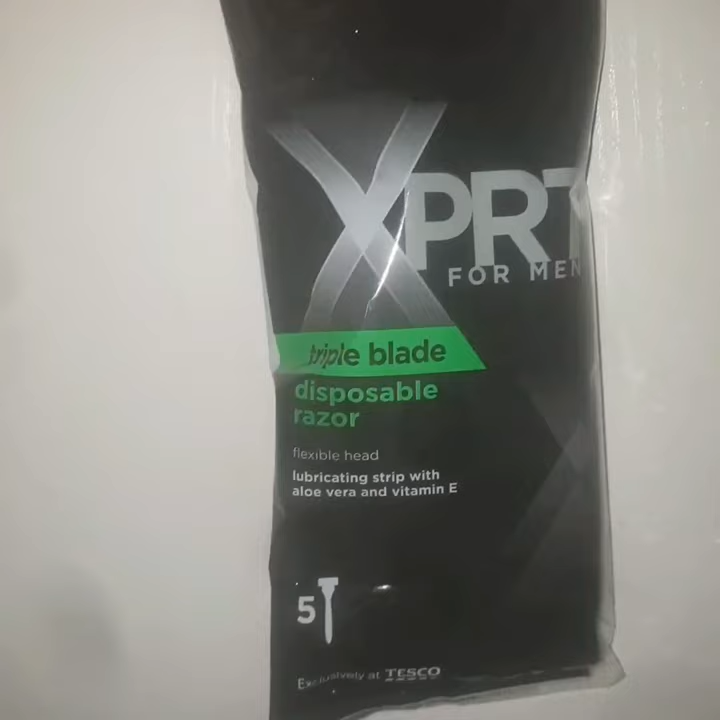 XPRT
FOR MEN
triple blade
disposable
razor
flexible head
lubricating strip with
aloe vera and vitamin E
5
Exclusively at TESCO